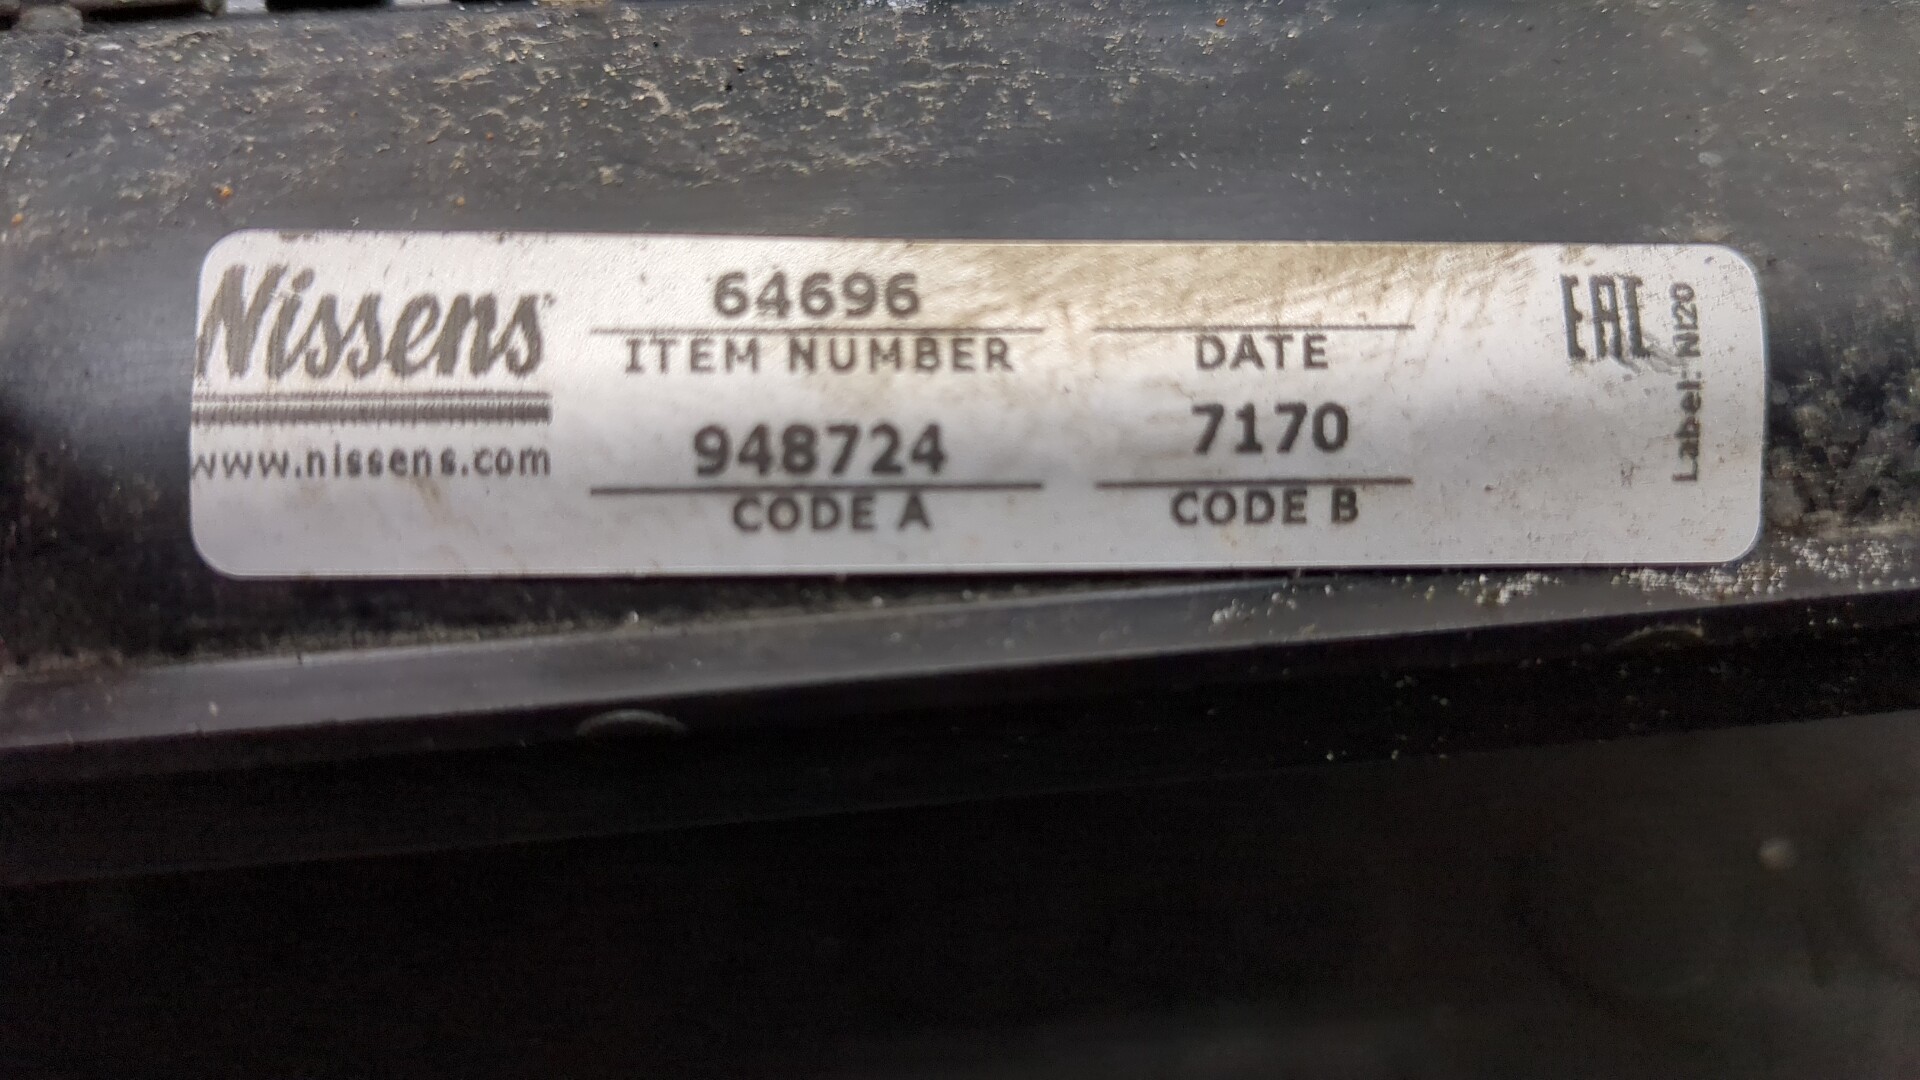 Nissens
www.nissens.com
64696
ITEM NUMBER
DATE
948724
CODE A
7170
CODE B
EAC
Label: NI20